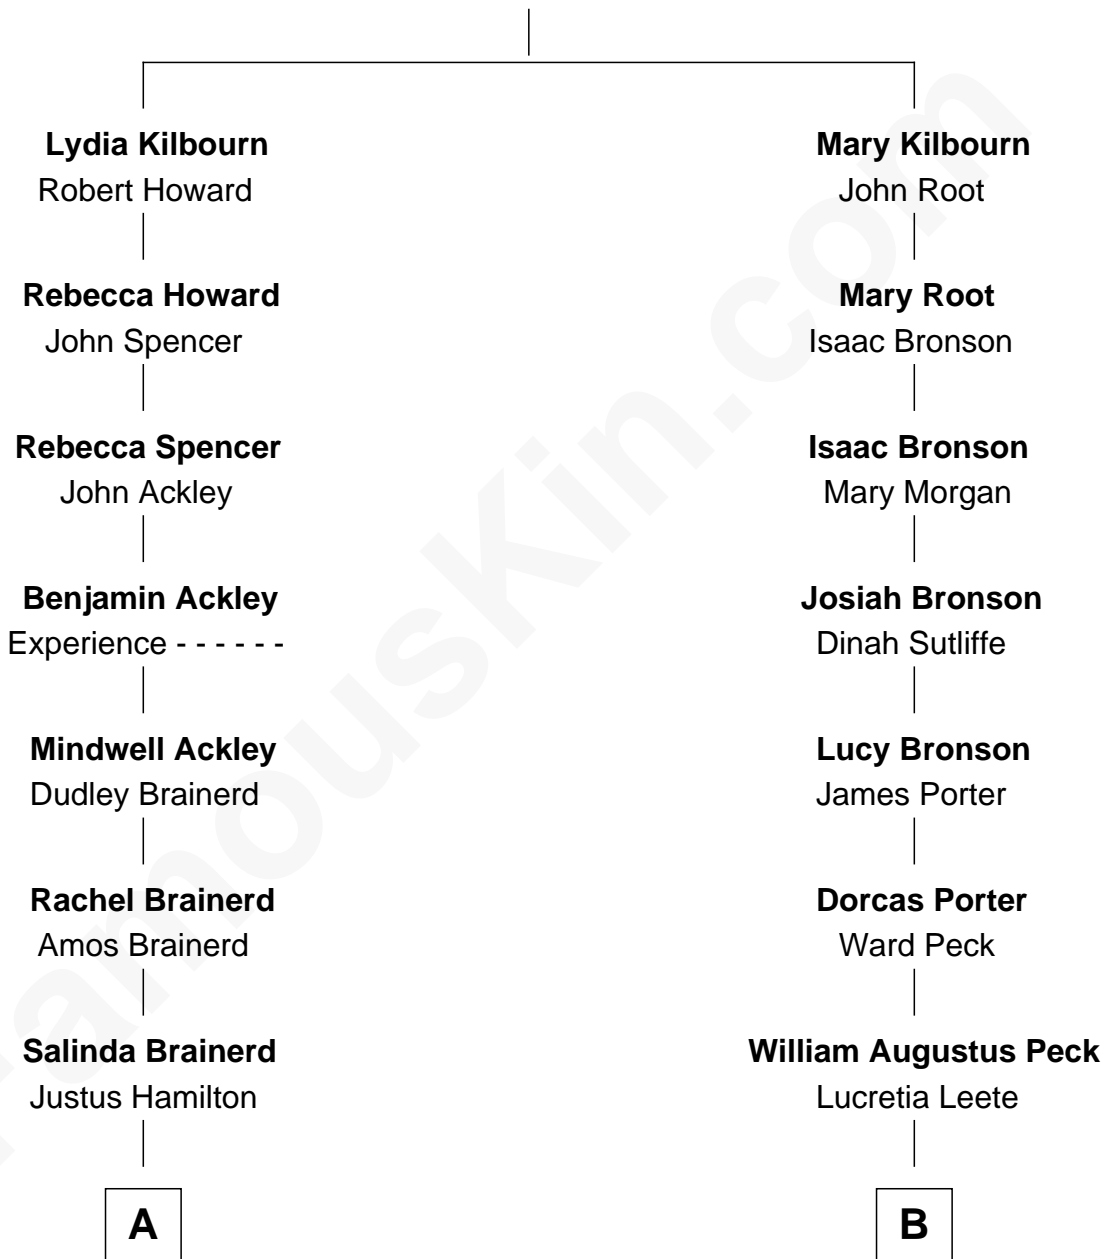 Lydia Kilbourn
Robert Howard
Rebecca Howard
John Spencer
Rebecca Spencer
John Ackley
Benjamin Ackley
Experience - - - - - -
Mindwell Ackley
Dudley Brainerd
Rachel Brainerd
Amos Brainerd
Salinda Brainerd
Justus Hamilton
A
Mary Kilbourn
John Root
Mary Root
Isaac Bronson
Isaac Bronson
Mary Morgan
Josiah Bronson
Dinah Sutliffe
Lucy Bronson
James Porter
Dorcas Porter
Ward Peck
William Augustus Peck
Lucretia Leete
B
FamousKin.com